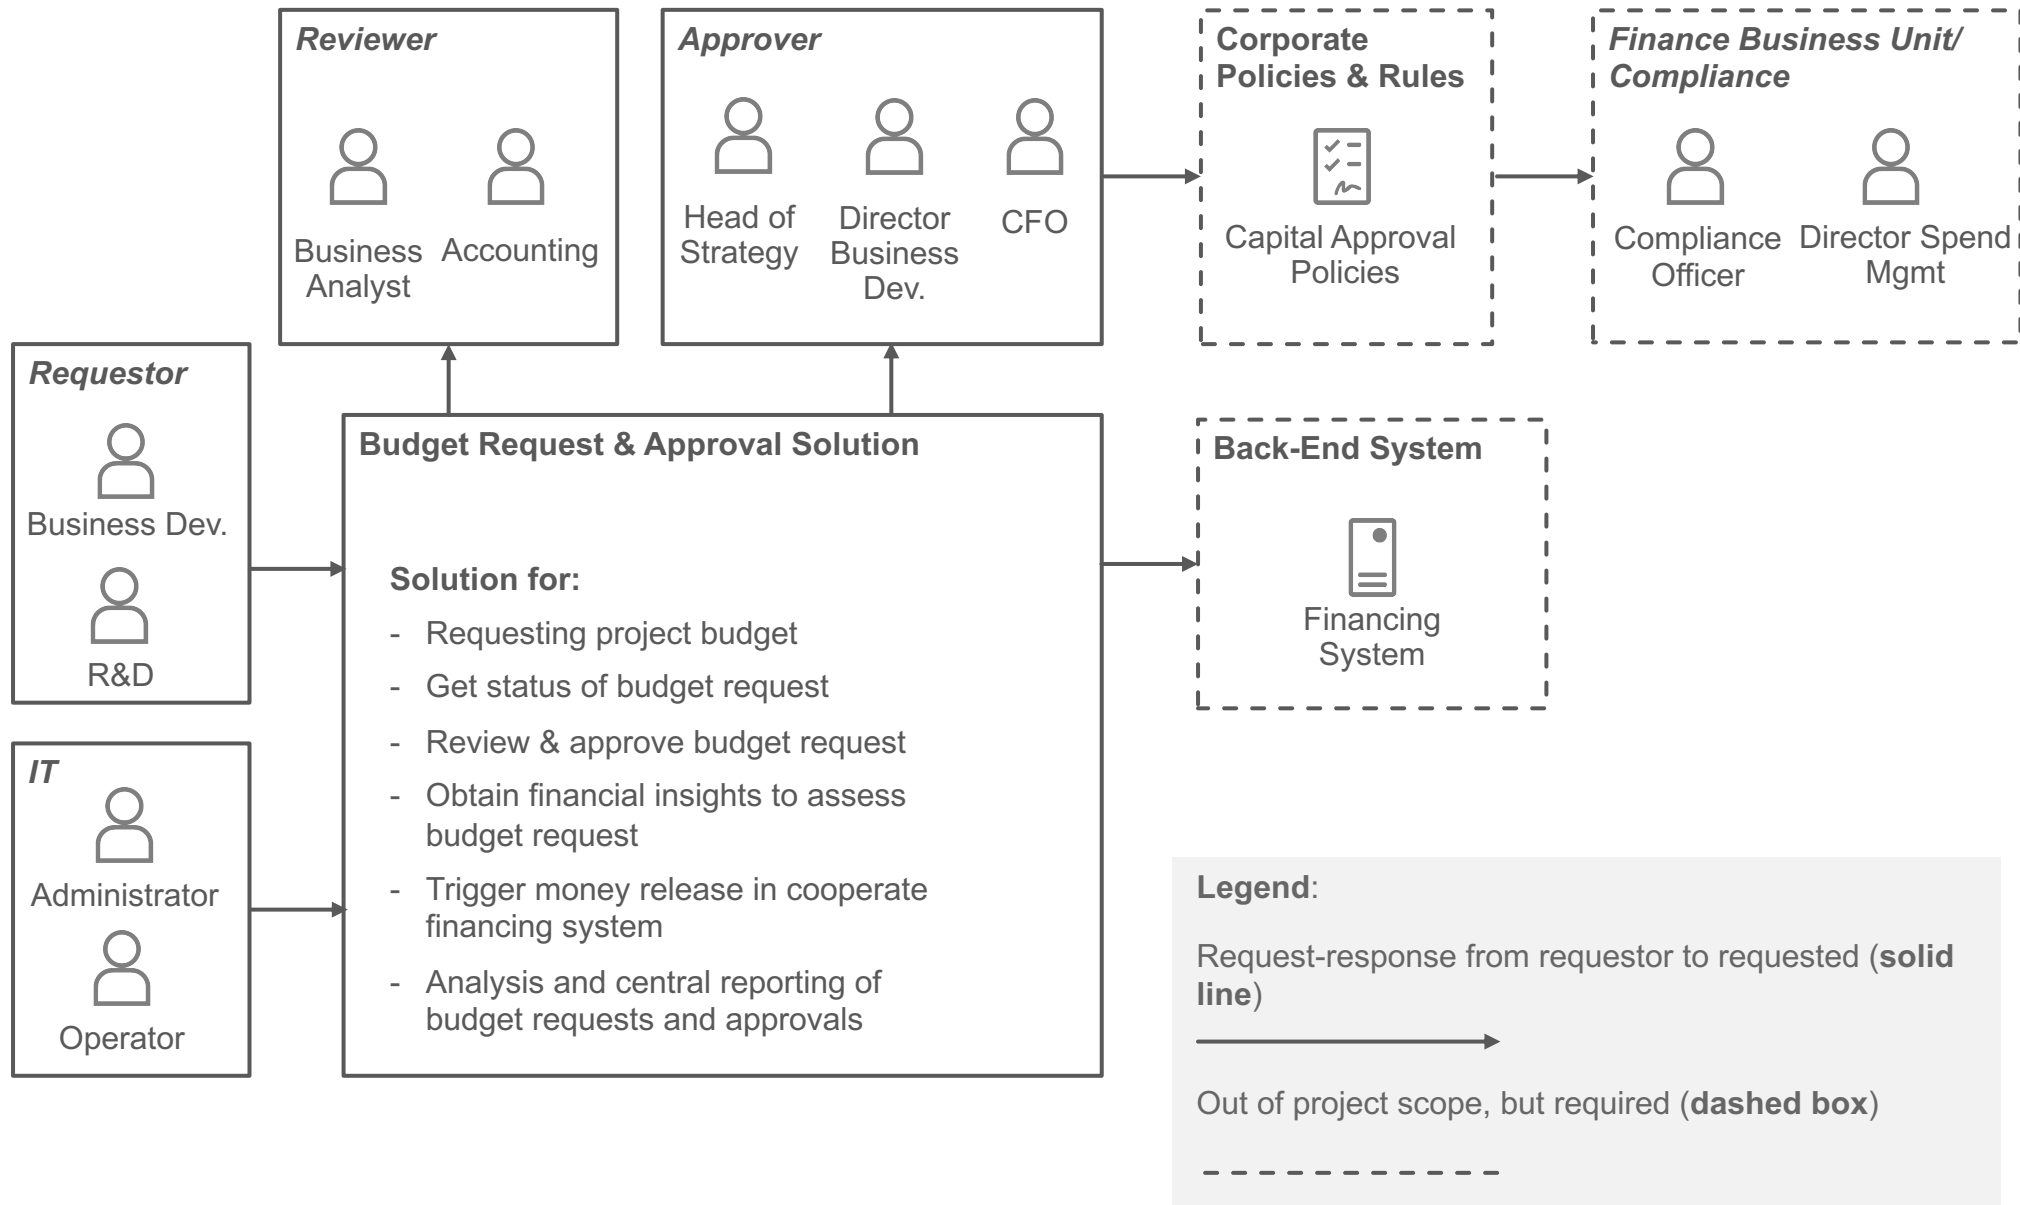 Reviewer
Business
Analyst
Accounting
Approver
Head of
Strategy
Director
Business
Dev.
CFO
Corporate
Policies & Rules
Capital Approval
Policies
Finance Business Unit/
Compliance
Compliance
Officer
Director Spend
Mgmt
Requestor
Business Dev.
R&D
IT
Administrator
Operator
Budget Request & Approval Solution
Solution for:
- Requesting project budget
- Get status of budget request
- Review & approve budget request
- Obtain financial insights to assess
budget request
- Trigger money release in cooperate
financing system
- Analysis and central reporting of
budget requests and approvals
Back-End System
Financing
System
Legend:
Request-response from requestor to requested (solid
line)
Out of project scope, but required (dashed box)